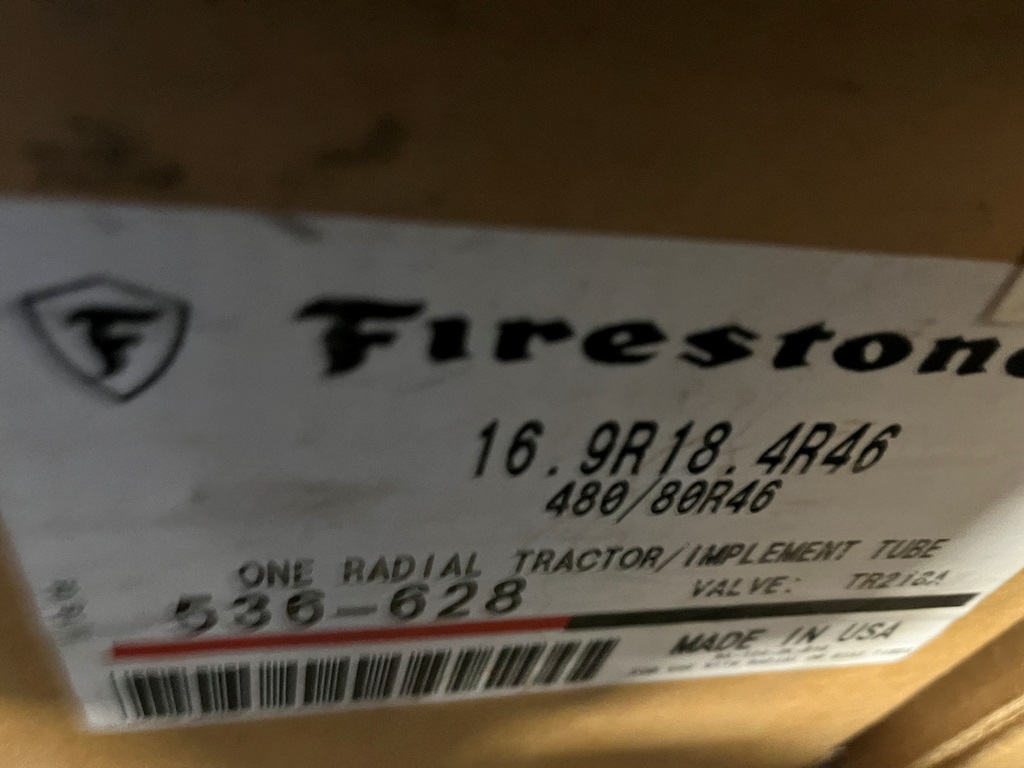 F Firestone
16.9R18.4R46
480/80R46
ONE RADIAL TRACTOR/IMPLEMENT TUBE
536-628 VALVE: TR218A
MADE IN USA